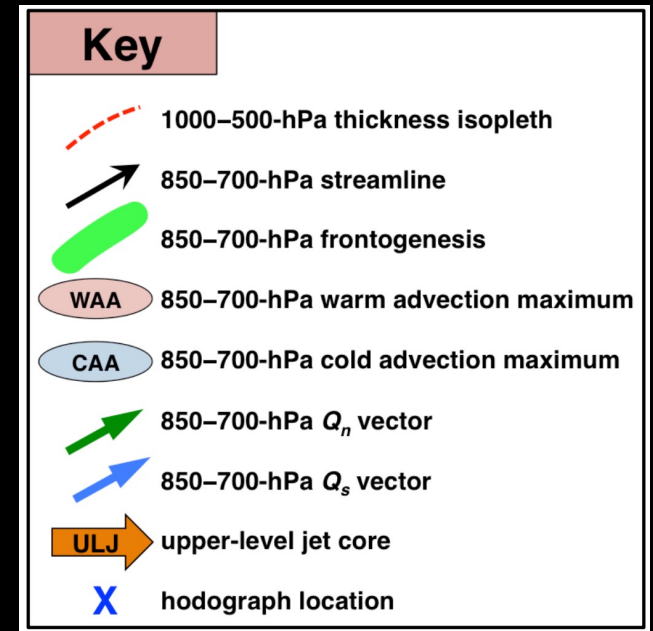 Key
1000–500-hPa thickness isopleth
850–700-hPa streamline
850–700-hPa frontogenesis
WAA 850–700-hPa warm advection maximum
CAA 850–700-hPa cold advection maximum
850–700-hPa Qn vector
850–700-hPa Qs vector
ULJ upper-level jet core
X hodograph location